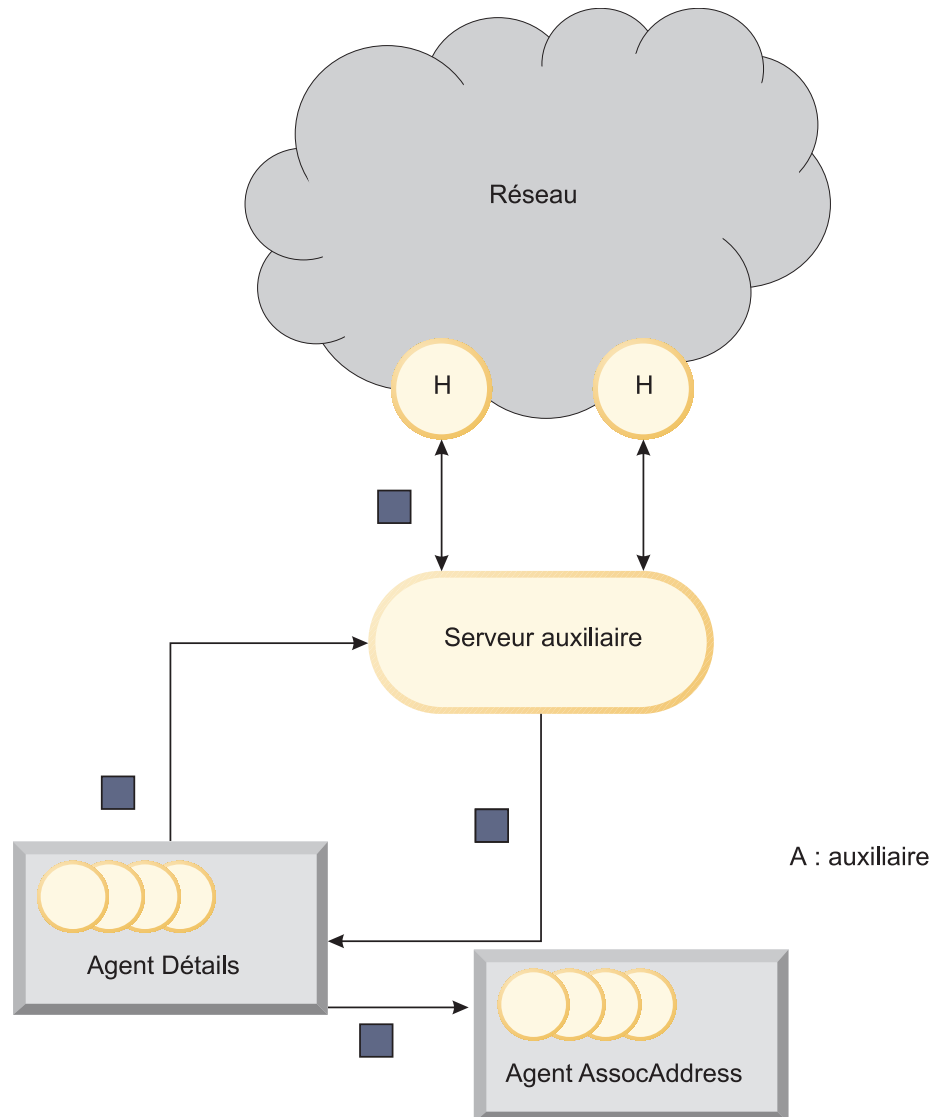 Réseau
H
H
Serveur auxiliaire
A : auxiliaire
Agent Détails
Agent AssocAddress